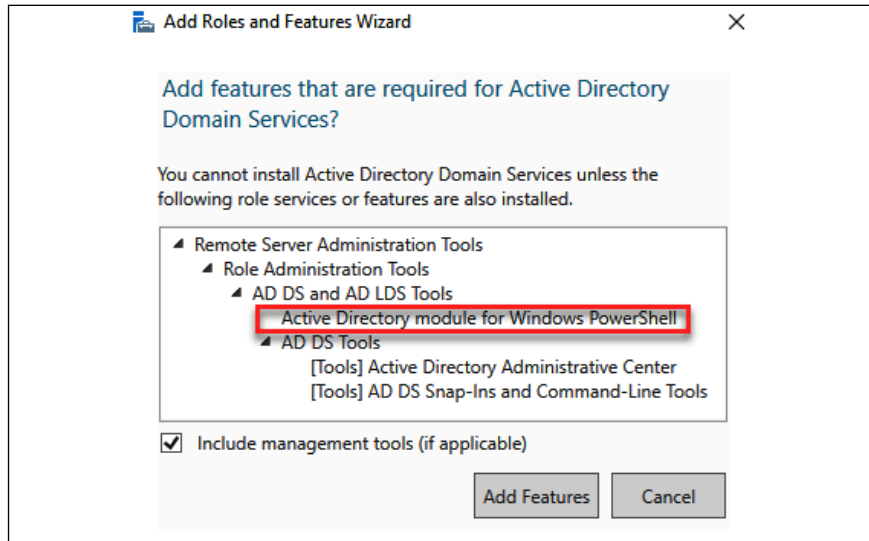 Add Roles and Features Wizard
Add features that are required for Active Directory
Domain Services?
You cannot install Active Directory Domain Services unless the
following role services or features are also installed.
Remote Server Administration Tools
Role Administration Tools
AD DS and AD LDS Tools
Active Directory module for Windows PowerShell
AD DS Tools
[Tools] Active Directory Administrative Center
[Tools] AD DS Snap-Ins and Command-Line Tools
Include management tools (if applicable)
Add Features Cancel